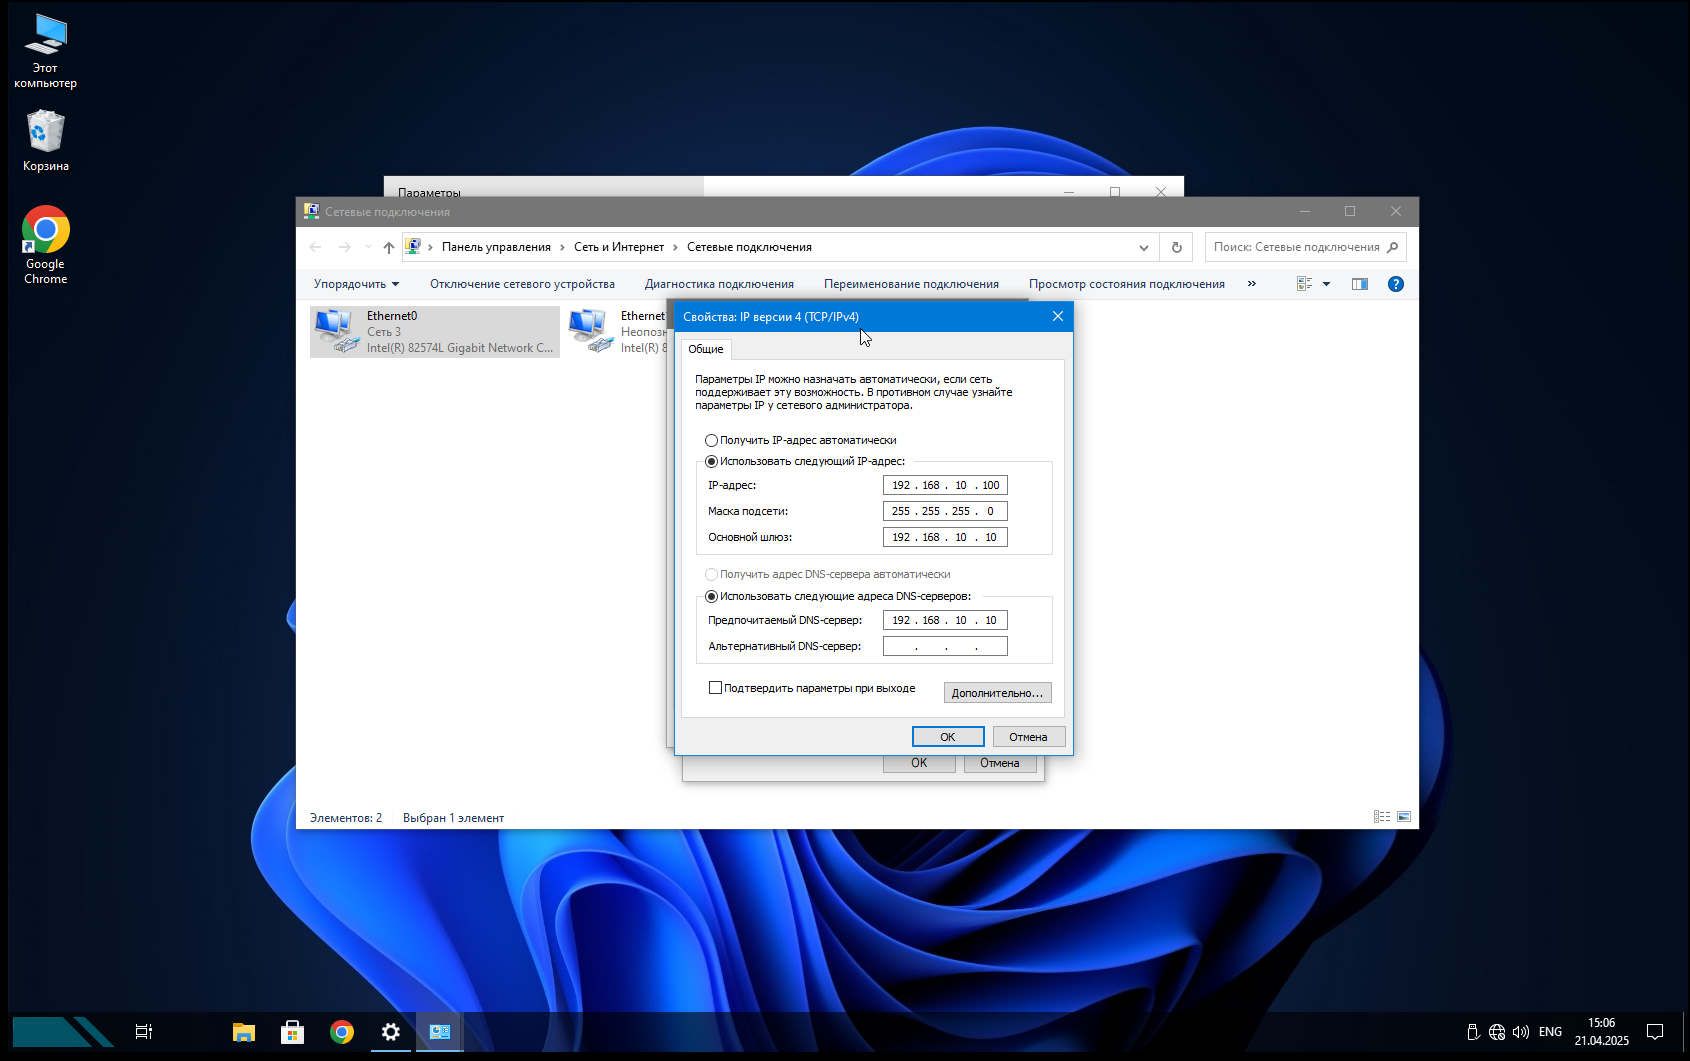 Этот
компьютер
Корзина
Google
Chrome
Параметры
Сетевые подключения
Панель управления
Сеть и Интернет
Сетевые подключения
Поиск: Сетевые подключения
Упорядочить
Отключение сетевого устройства
Диагностика подключения
Переименование подключения
Просмотр состояния подключения
»
Ethernet0
Сеть 3
Intel(R) 82574L Gigabit Network C...
Ethernet
Intel(R) 8
Свойства: IP версии 4 (TCP/IPv4)
Общие
Параметры IP можно назначать автоматически, если сеть
поддерживает эту возможность. В противном случае узнайте
параметры IP у сетевого администратора.
Получить IP-адрес автоматически
Использовать следующий IP-адрес:
IP-адрес:
192 . 168 . 10 . 100
Маска подсети:
255 . 255 . 255 . 0
Основной шлюз:
192 . 168 . 10 . 10
Получить адрес DNS-сервера автоматически
Использовать следующие адреса DNS-серверов:
Предпочитаемый DNS-сервер:
192 . 168 . 10 . 10
Альтернативный DNS-сервер:
. . .
Подтвердить параметры при выходе
Дополнительно...
ОК
Отмена
ОК
Отмена
Элементов: 2
Выбран 1 элемент
ENG
15:06
21.04.2025